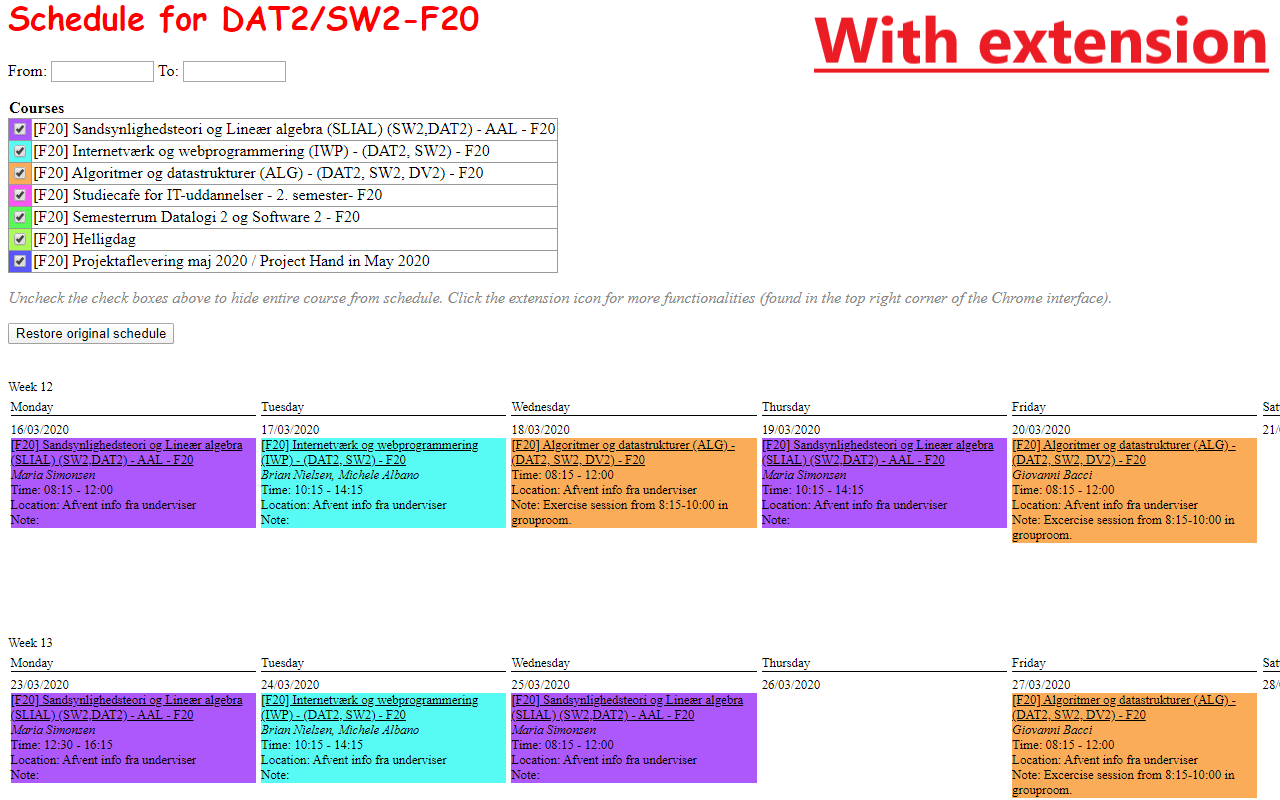 Schedule for DAT2/SW2-F20
With extension
From: To:
Courses
[F20] Sandsynlighedsteori og Lineær algebra (SLIAL) (SW2,DAT2) - AAL - F20
[F20] Internetværk og webprogrammering (IWP) - (DAT2, SW2) - F20
[F20] Algoritmer og datastrukturer (ALG) - (DAT2, SW2, DV2) - F20
[F20] Studiecafe for IT-uddannelser - 2. semester- F20
[F20] Semesterrum Datalogi 2 og Software 2 - F20
[F20] Helligdag
[F20] Projektaflevering maj 2020 / Project Hand in May 2020
Uncheck the check boxes above to hide entire course from schedule. Click the extension icon for more functionalities (found in the top right corner of the Chrome interface).
Restore original schedule
Week 12
Monday
16/03/2020
[F20] Sandsynlighedsteori og Lineær algebra
(SLIAL) (SW2,DAT2) - AAL - F20
Maria Simonsen
Time: 08:15 - 12:00
Location: Afvent info fra underviser
Note:
Tuesday
17/03/2020
[F20] Internetværk og webprogrammering
(IWP) - (DAT2, SW2) - F20
Brian Nielsen, Michele Albano
Time: 10:15 - 14:15
Location: Afvent info fra underviser
Note:
Wednesday
18/03/2020
[F20] Algoritmer og datastrukturer (ALG) -
(DAT2, SW2, DV2) - F20
Time: 08:15 - 12:00
Location: Afvent info fra underviser
Note: Exercise session from 8:15-10:00 in
grouproom.
Thursday
19/03/2020
[F20] Sandsynlighedsteori og Lineær algebra
(SLIAL) (SW2,DAT2) - AAL - F20
Maria Simonsen
Time: 10:15 - 14:15
Location: Afvent info fra underviser
Note:
Friday
20/03/2020
[F20] Algoritmer og datastrukturer (ALG) -
(DAT2, SW2, DV2) - F20
Giovanni Bacci
Time: 08:15 - 12:00
Location: Afvent info fra underviser
Note: Excercise session from 8:15-10:00 in
grouproom.
Sat
21/
Week 13
Monday
23/03/2020
[F20] Sandsynlighedsteori og Lineær algebra
(SLIAL) (SW2,DAT2) - AAL - F20
Maria Simonsen
Time: 12:30 - 16:15
Location: Afvent info fra underviser
Note:
Tuesday
24/03/2020
[F20] Internetværk og webprogrammering
(IWP) - (DAT2, SW2) - F20
Brian Nielsen, Michele Albano
Time: 10:15 - 14:15
Location: Afvent info fra underviser
Note:
Wednesday
25/03/2020
[F20] Sandsynlighedsteori og Lineær algebra
(SLIAL) (SW2,DAT2) - AAL - F20
Maria Simonsen
Time: 08:15 - 12:00
Location: Afvent info fra underviser
Note:
Thursday
26/03/2020
Friday
27/03/2020
[F20] Algoritmer og datastrukturer (ALG) -
(DAT2, SW2, DV2) - F20
Giovanni Bacci
Time: 08:15 - 12:00
Location: Afvent info fra underviser
Note: Excercise session from 8:15-10:00 in
grouproom.
Sat
28/